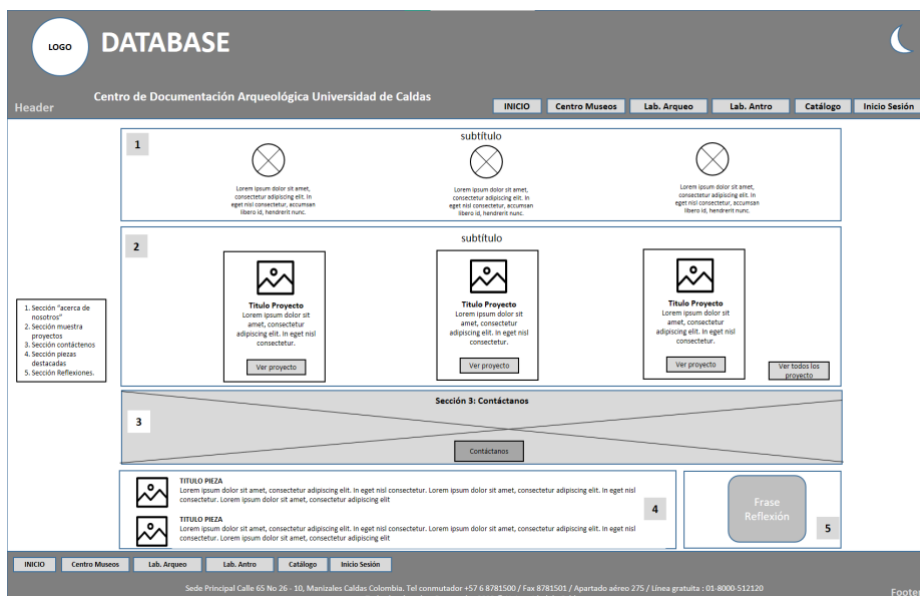 LOGO
DATABASE
Centro de Documentación Arqueológica Universidad de Caldas
Header
INICIO
Centro Museos
Lab. Arqueo
Lab. Antro
Catálogo
Inicio Sesión
1
subtítulo
Lorem ipsum dolor sit amet,
consectetur adipiscing elit. In
eget nisl consectetur, accumsan
libero id, hendrerit nunc.
Lorem ipsum dolor sit amet,
consectetur adipiscing elit. In
eget nisl consectetur, accumsan
libero id, hendrerit nunc.
Lorem ipsum dolor sit amet,
consectetur adipiscing elit. In
eget nisl consectetur, accumsan
libero id, hendrerit nunc.
2
subtítulo
Titulo Proyecto
Lorem ipsum dolor sit
amet, consectetur
adipiscing elit. In eget nisl
consectetur.
Ver proyecto
Titulo Proyecto
Lorem ipsum dolor sit
amet, consectetur
adipiscing elit. In eget nisl
consectetur.
Ver proyecto
Titulo Proyecto
Lorem ipsum dolor sit
amet, consectetur
adipiscing elit. In eget nisl
consectetur.
Ver proyecto
Ver todos los
proyecto
1. Sección "acerca de
nosotros"
2. Sección muestra
proyectos
3. Sección contáctenos
4. Sección piezas
destacadas
5. Sección Reflexiones.
Sección 3: Contáctanos
3
Contáctanos
TITULO PIEZA
Lorem ipsum dolor sit amet, consectetur adipiscing elit. In eget nisl consectetur. Lorem ipsum dolor sit amet, consectetur adipiscing elit. In eget nisl
consectetur. Lorem ipsum dolor sit amet, consectetur adipiscing elit
TITULO PIEZA
Lorem ipsum dolor sit amet, consectetur adipiscing elit. In eget nisl consectetur. Lorem ipsum dolor sit amet, consectetur adipiscing elit. In eget nisl
consectetur. Lorem ipsum dolor sit amet, consectetur adipiscing elit
4
Frase
Reflexión
5
INICIO
Centro Museos
Lab. Arqueo
Lab. Antro
Catálogo
Inicio Sesión
Sede Principal Calle 65 No 26 - 10, Manizales Caldas Colombia. Tel conmutador +57 6 8781500 / Fax 8781501 / Apartado aéreo 275 / Línea gratuita : 01-8000-512120
Footer